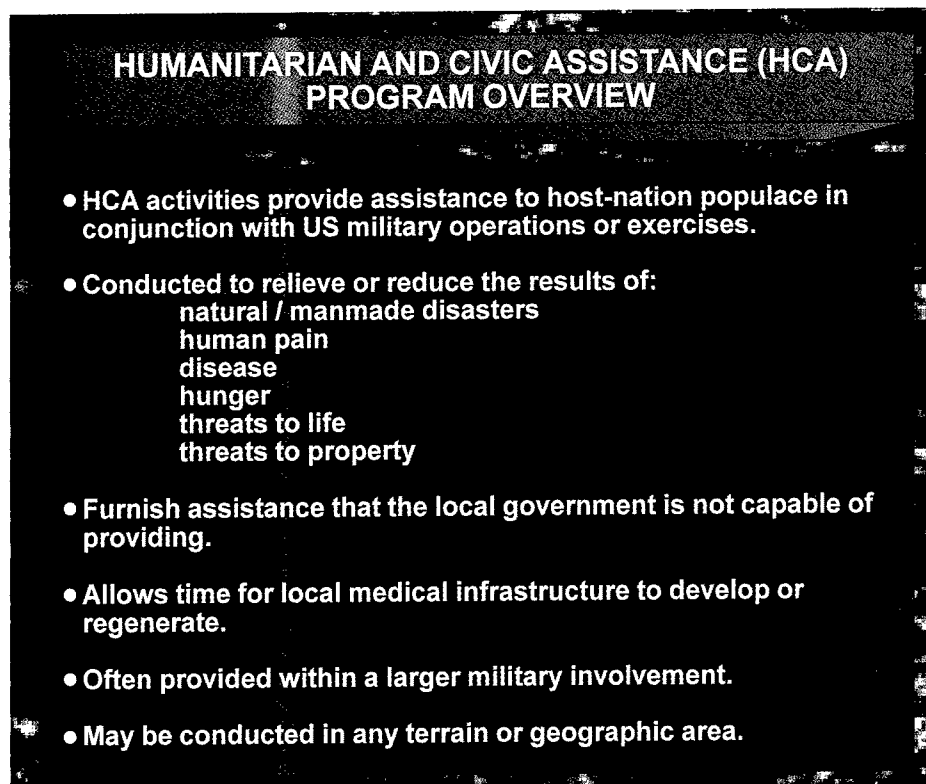 HUMANITARIAN AND CIVIC ASSISTANCE (HCA)
PROGRAM OVERVIEW
• HCA activities provide assistance to host-nation populace in
conjunction with US military operations or exercises.
• Conducted to relieve or reduce the results of:
natural / manmade disasters
human pain
disease
hunger
threats to life
threats to property
• Furnish assistance that the local government is not capable of
providing.
• Allows time for local medical infrastructure to develop or
regenerate.
• Often provided within a larger military involvement.
• May be conducted in any terrain or geographic area.